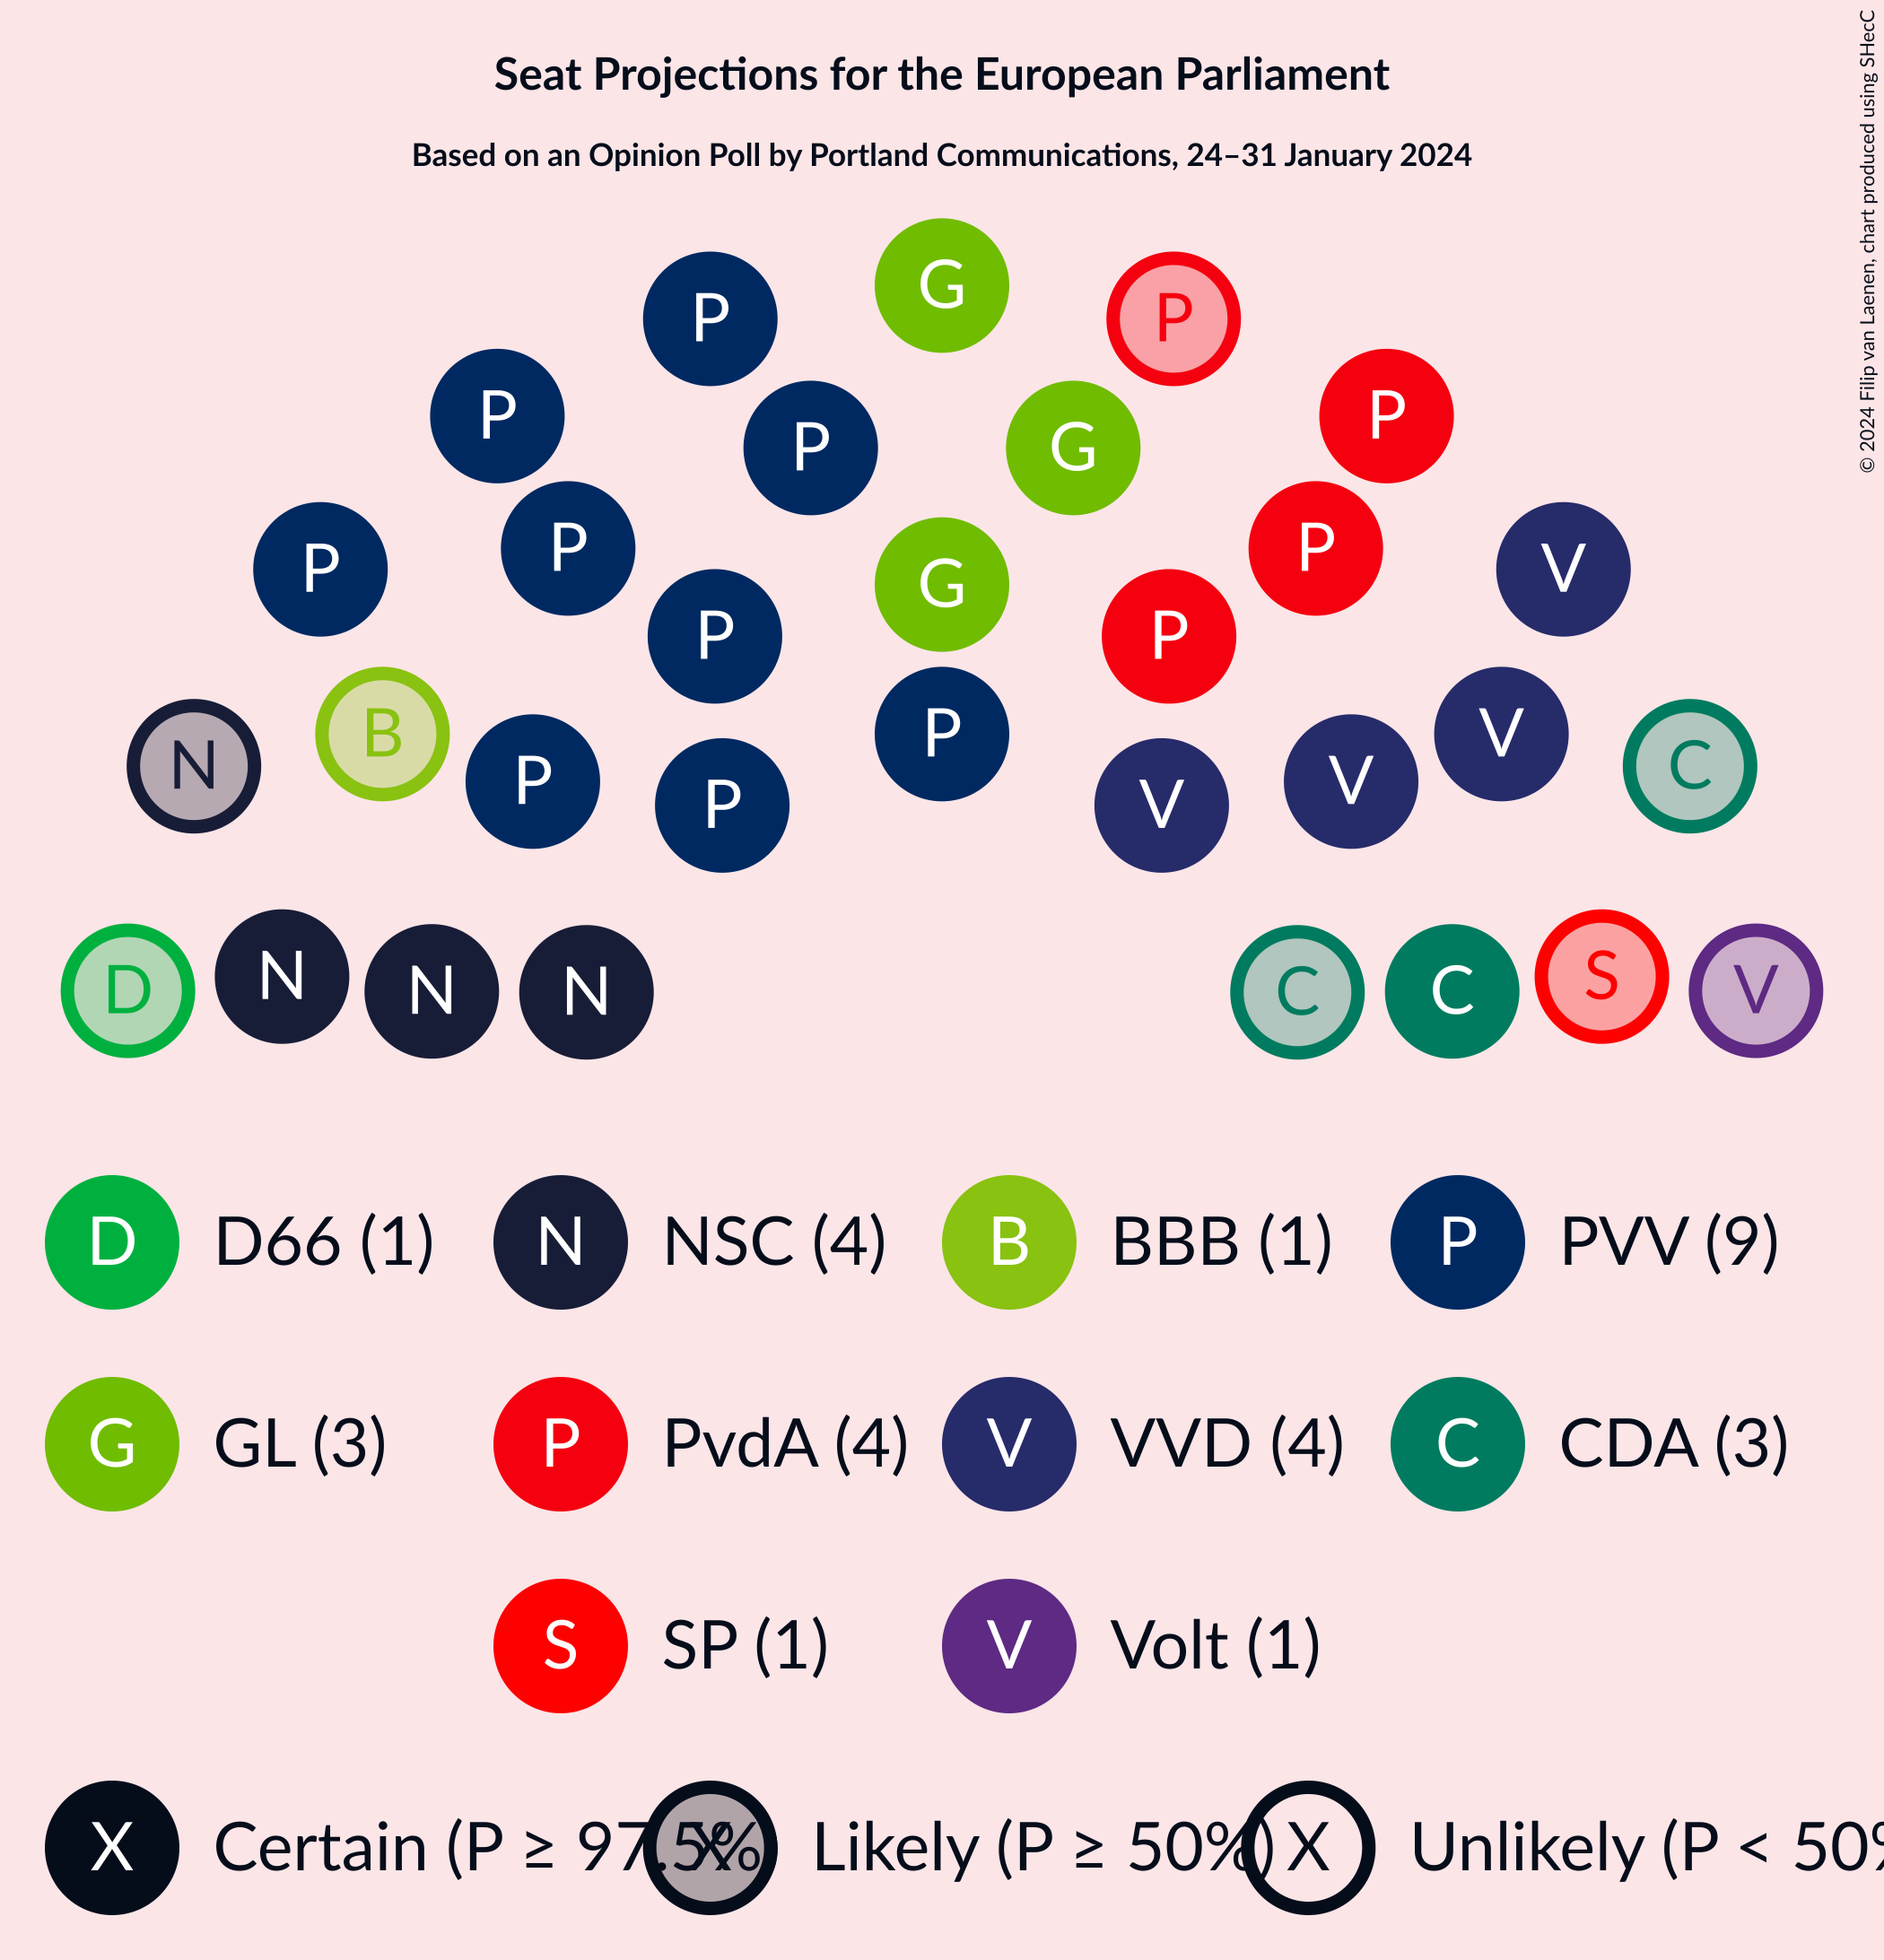 Seat Projections for the European Parliament
Based on an Opinion Poll by Portland Communications, 24–31 January 2024
© 2024 Filip van Laenen, chart produced using SHecC
G
P P
P P
P G
P P
P V
G
P P
B P P V V
N C
P V
D N N N C C S V
D D66 (1) N NSC (4) B BBB (1) P PVV (9)
G GL (3) P PvdA (4) V VVD (4) C CDA (3)
S SP (1) V Volt (1)
X Certain (P ≥ 97.5% X Likely (P ≥ 50%) X Unlikely (P < 50%